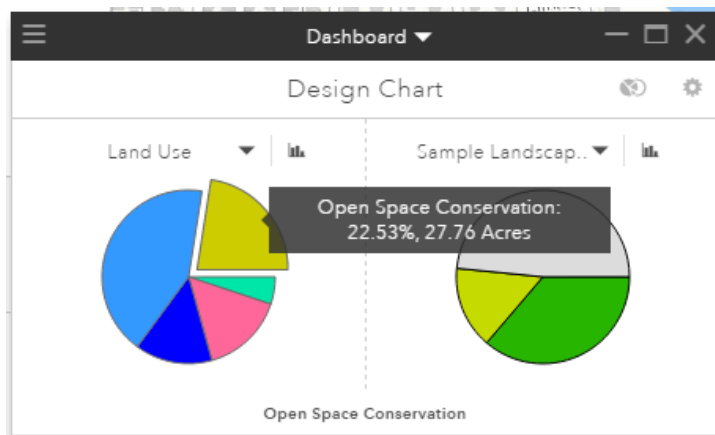 Dashboard
Design Chart
Land Use
Sample Landscap..
Open Space Conservation:
22.53%, 27.76 Acres
Open Space Conservation